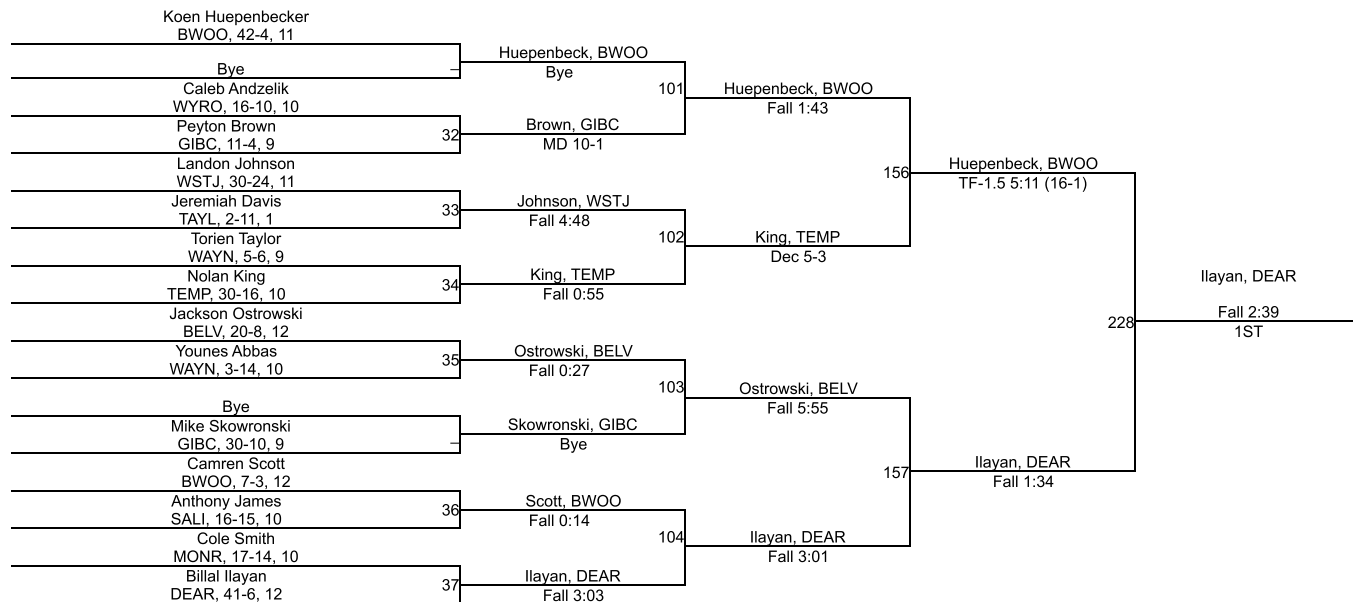 Koen Huepenbecker
BWOO, 42-4, 11
Bye
–
Caleb Andzelik
WYRO, 16-10, 10
Peyton Brown
GIBC, 11-4, 9
32
Landon Johnson
WSTJ, 30-24, 11
Jeremiah Davis
TAYL, 2-11, 1
33
Torien Taylor
WAYN, 5-6, 9
Nolan King
TEMP, 30-16, 10
34
Jackson Ostrowski
BELV, 20-8, 12
Younes Abbas
WAYN, 3-14, 10
35
Bye
Mike Skowronski
GIBC, 30-10, 9
–
Camren Scott
BWOO, 7-3, 12
Anthony James
SALI, 16-15, 10
36
Cole Smith
MONR, 17-14, 10
Billal Ilayan
DEAR, 41-6, 12
37
Huepenbeck, BWOO
Bye
101
Brown, GIBC
MD 10-1
Johnson, WSTJ
Fall 4:48
102
King, TEMP
Fall 0:55
Ostrowski, BELV
Fall 0:27
103
Skowronski, GIBC
Bye
Scott, BWOO
Fall 0:14
104
Ilayan, DEAR
Fall 3:03
Huepenbeck, BWOO
Fall 1:43
156
King, TEMP
Dec 5-3
Ostrowski, BELV
Fall 5:55
157
Ilayan, DEAR
Fall 3:01
Huepenbeck, BWOO
TF-1.5 5:11 (16-1)
228
Ilayan, DEAR
Fall 1:34
Ilayan, DEAR
Fall 2:39
1ST